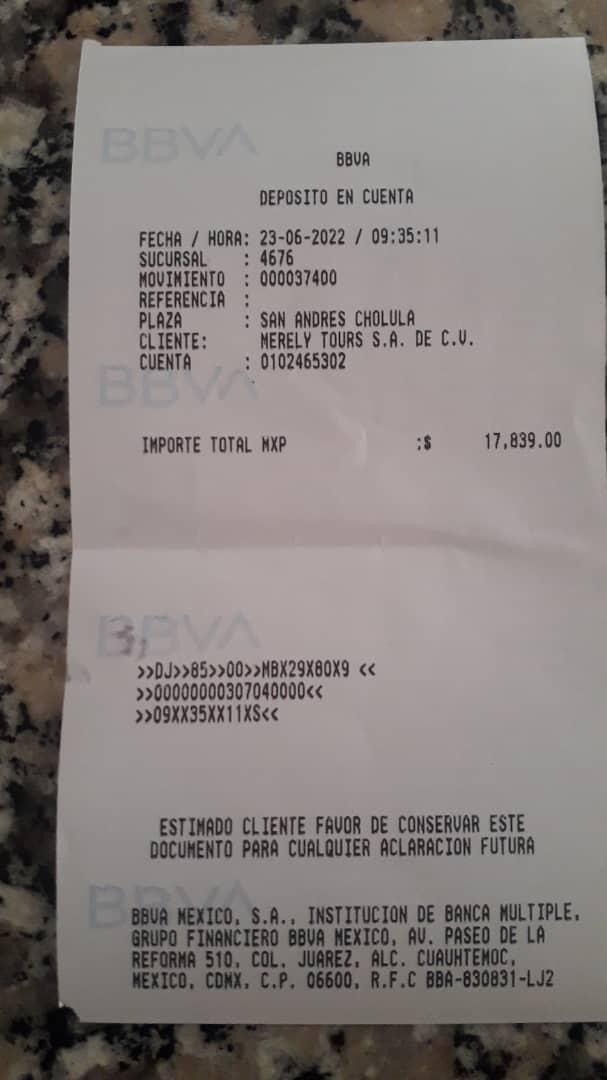 BBVA
BBVA
DEPOSITO EN CUENTA
FECHA / HORA: 23-06-2022 / 09:35:11
SUCURSAL : 4676
MOVIMIENTO : 000037400
REFERENCIA :
PLAZA : SAN ANDRES CHOLULA
CLIENTE: MERELY TOURS S.A. DE C.V.
CUENTA : 0102465302
BBVA
IMPORTE TOTAL MXP :$ 17,839.00
BBVA
>>DJ>>85>>00>>MBX29X80X9 <<
>>00000000307040000<<
>>09XX35XX11XS<<
ESTIMADO CLIENTE FAVOR DE CONSERVAR ESTE
DOCUMENTO PARA CUALQUIER ACLARACION FUTURA
BBVA
BBVA MEXICO, S.A., INSTITUCION DE BANCA MULTIPLE,
GRUPO FINANCIERO BBVA MEXICO, AV. PASEO DE LA
REFORMA 510, COL. JUAREZ, ALC. CUAUHTEMOC,
MEXICO, CDMX, C.P. 06600, R.F.C BBA-830831-LJ2